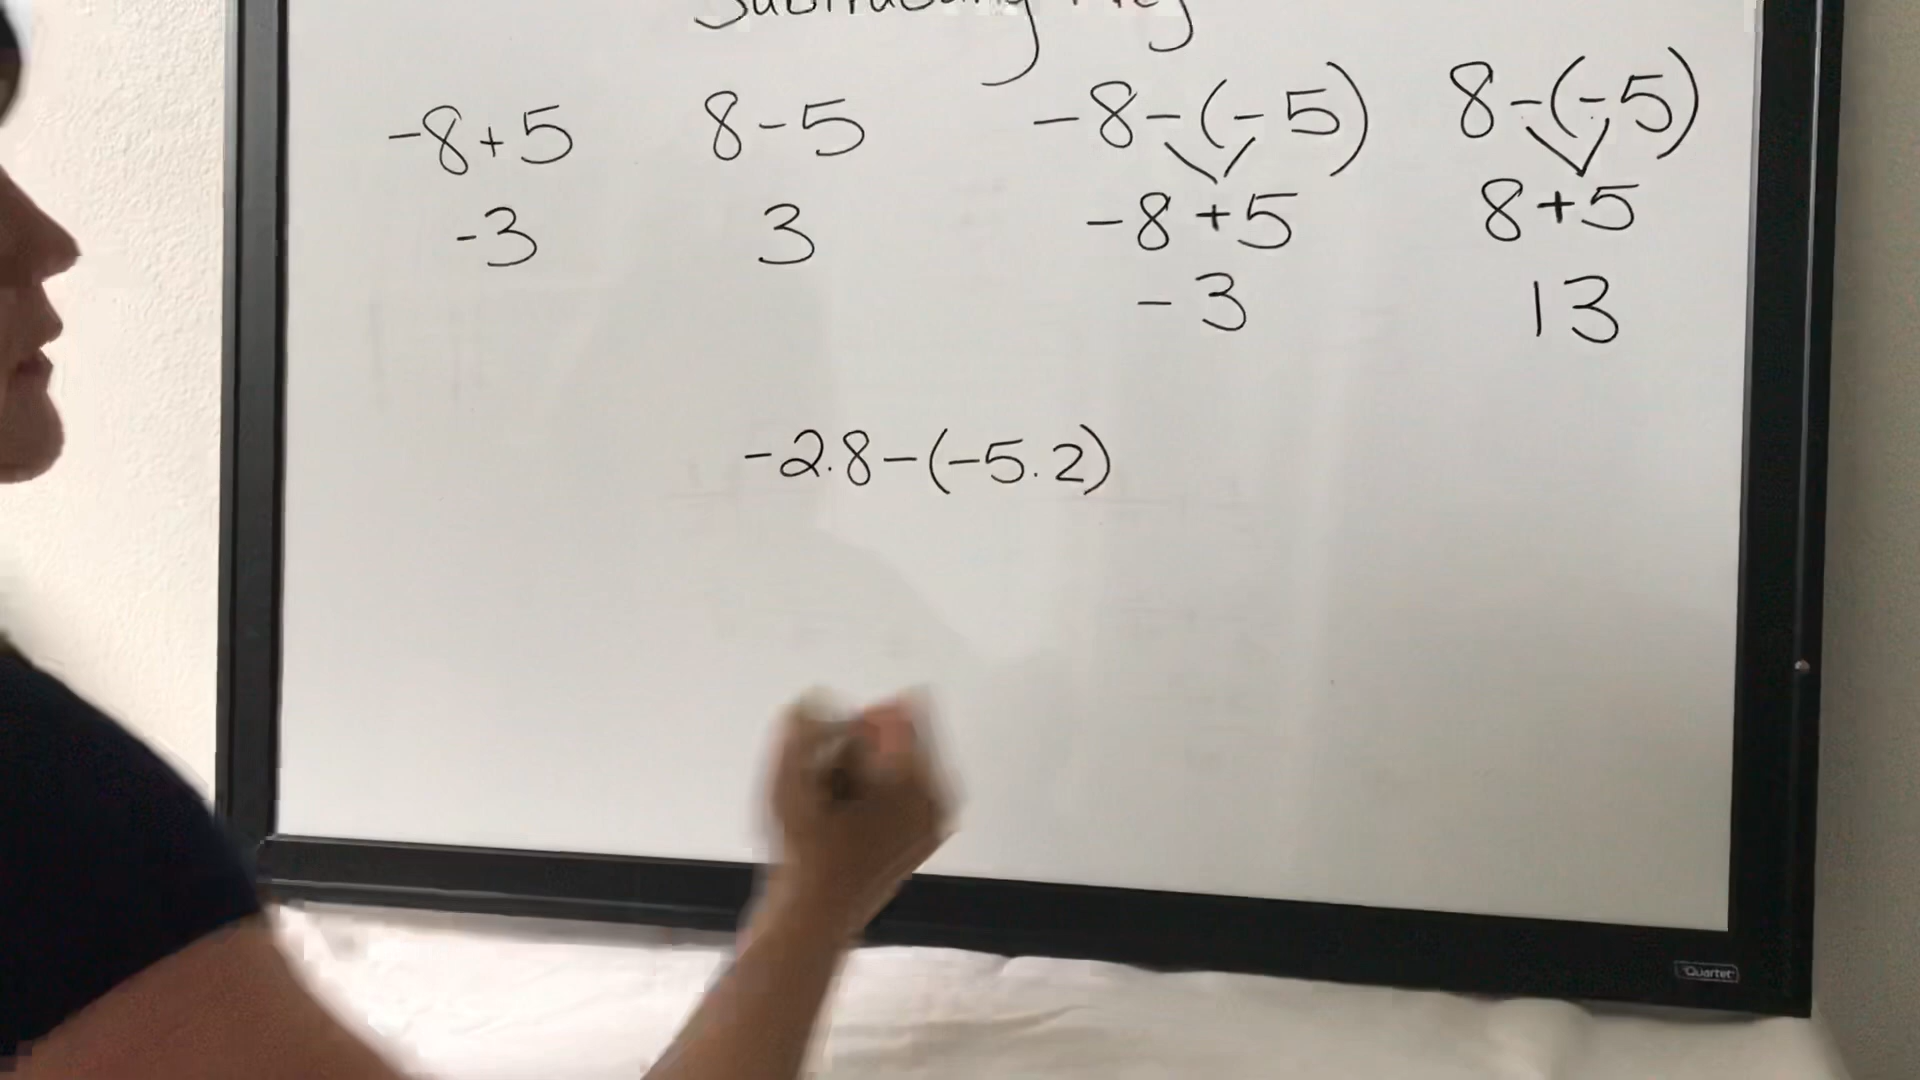 Subtracting
-8+5 8-5 -8-(-5) 8-(-5)
-3 3 -8+5 8+5
-3 13
-2.8-(-5.2)
Quartet